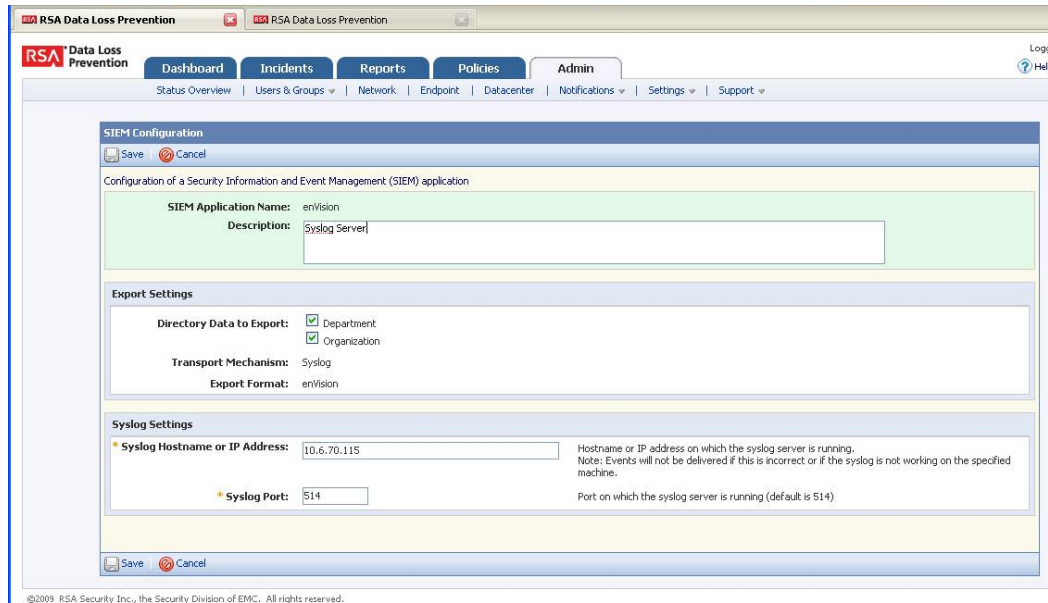 RSA Data Loss Prevention
RSA Data Loss Prevention
RSA Data Loss Prevention
Dashboard Incidents Reports Policies Admin
Help
Status Overview | Users & Groups | Network | Endpoint | Datacenter | Notifications | Settings | Support
SIEM Configuration
Save Cancel
Configuration of a Security Information and Event Management (SIEM) application
SIEM Application Name: enVision
Description: Syslog Server
Export Settings
Directory Data to Export: Department
Organization
Transport Mechanism: Syslog
Export Format: enVision
Syslog Settings
* Syslog Hostname or IP Address: 10.6.70.115 Hostname or IP address on which the syslog server is running.
Note: Events will not be delivered if this is incorrect or if the syslog is not working on the specified
machine.
* Syslog Port: 514 Port on which the syslog server is running (default is 514)
Save Cancel
©2009 RSA Security Inc., the Security Division of EMC. All rights reserved.